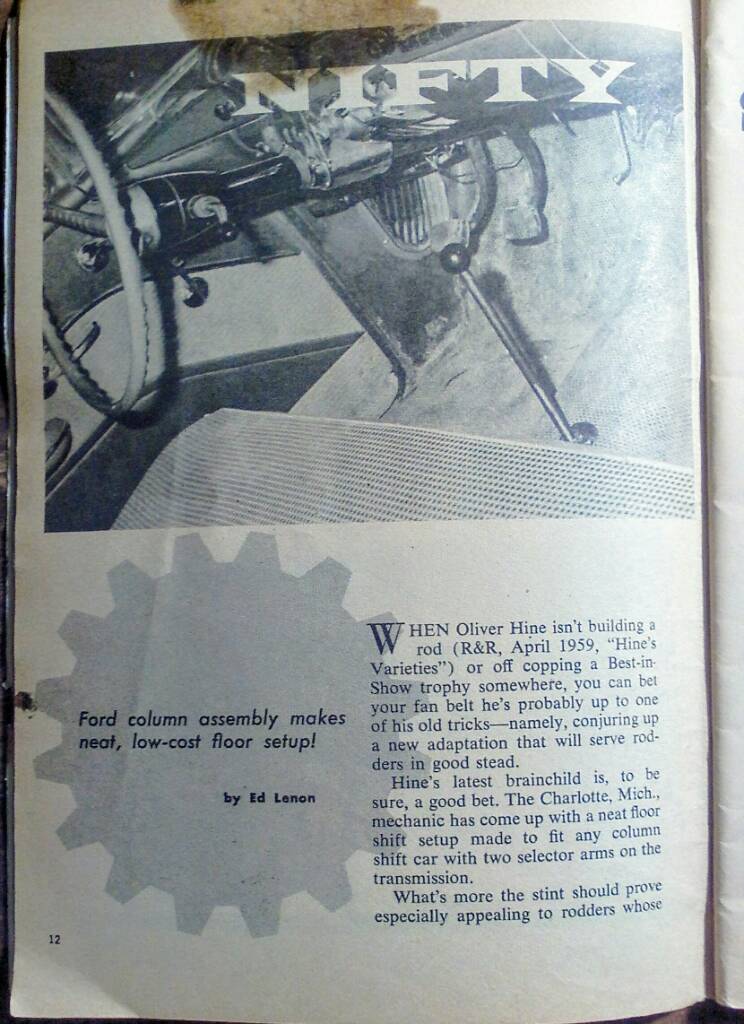 NIFTY
Ford column assembly makes
neat, low-cost floor setup!
by Ed Lenon
WHEN Oliver Hine isn't building a
rod (R&R, April 1959, "Hine's
Varieties") or off copping a Best-in-
Show trophy somewhere, you can bet
your fan belt he's probably up to one
of his old tricks—namely, conjuring up
a new adaptation that will serve rod-
ders in good stead.
Hine's latest brainchild is, to be
sure, a good bet. The Charlotte, Mich.,
mechanic has come up with a neat floor
shift setup made to fit any column
shift car with two selector arms on the
transmission.
What's more the stint should prove
especially appealing to rodders whose
12